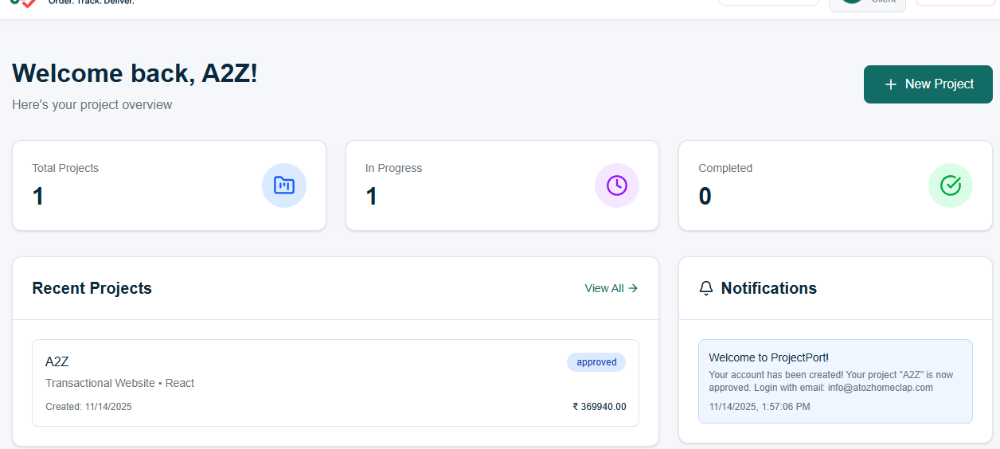 Order. Track. Deliver.
Client
Welcome back, A2Z!
Here's your project overview
New Project
Total Projects
1
In Progress
1
Completed
0
Recent Projects
View All
A2Z
approved
Transactional Website • React
Created: 11/14/2025
₹ 369940.00
Notifications
Welcome to ProjectPort!
Your account has been created! Your project "A2Z" is now
approved. Login with email: info@atozhomeclap.com
11/14/2025, 1:57:06 PM